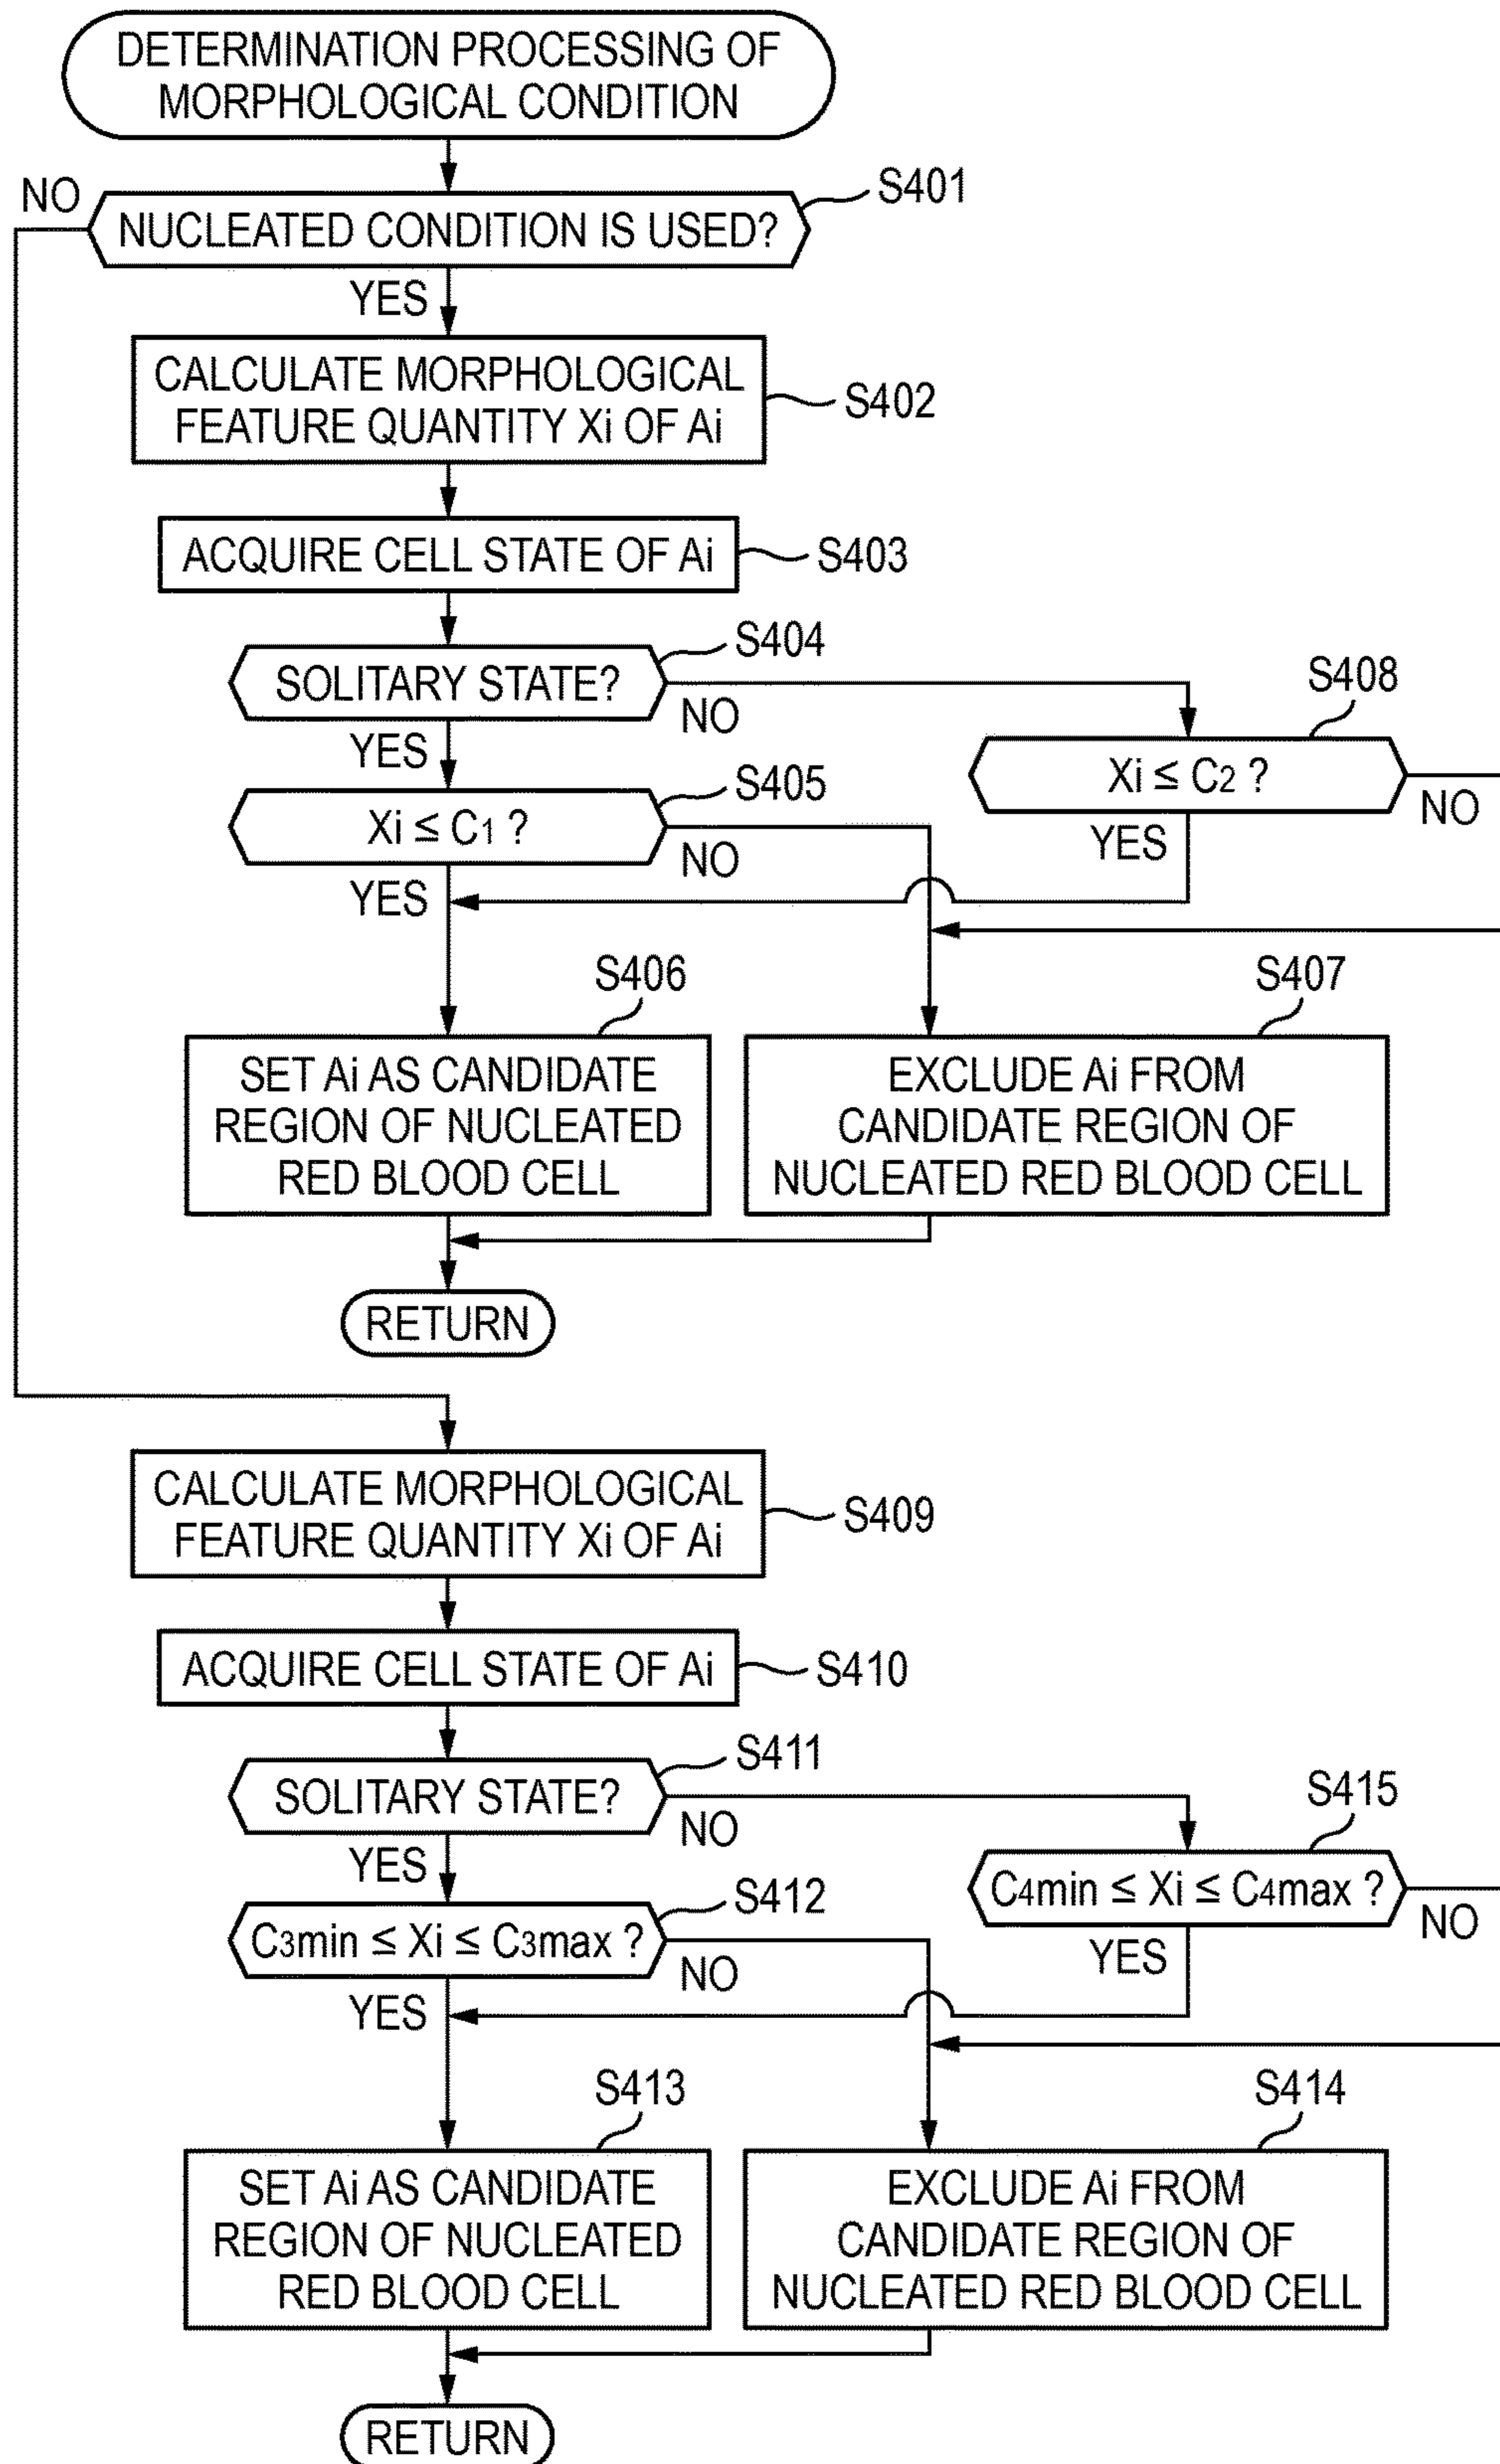 DETERMINATION PROCESSING OF
MORPHOLOGICAL CONDITION
NO
S401
NUCLEATED CONDITION IS USED?
YES
CALCULATE MORPHOLOGICAL
FEATURE QUANTITY Xi OF Ai
S402
ACQUIRE CELL STATE OF Ai
S403
S404
SOLITARY STATE?
NO
YES
S408
Xi ≤ C2 ?
NO
YES
S405
Xi ≤ C1 ?
NO
YES
S406
SET Ai AS CANDIDATE
REGION OF NUCLEATED
RED BLOOD CELL
S407
EXCLUDE Ai FROM
CANDIDATE REGION OF
NUCLEATED RED BLOOD CELL
RETURN
CALCULATE MORPHOLOGICAL
FEATURE QUANTITY Xi OF Ai
S409
ACQUIRE CELL STATE OF Ai
S410
S411
SOLITARY STATE?
NO
YES
S415
C4min ≤ Xi ≤ C4max ?
NO
YES
S412
C3min ≤ Xi ≤ C3max ?
NO
YES
S413
SET Ai AS CANDIDATE
REGION OF NUCLEATED
RED BLOOD CELL
S414
EXCLUDE Ai FROM
CANDIDATE REGION OF
NUCLEATED RED BLOOD CELL
RETURN